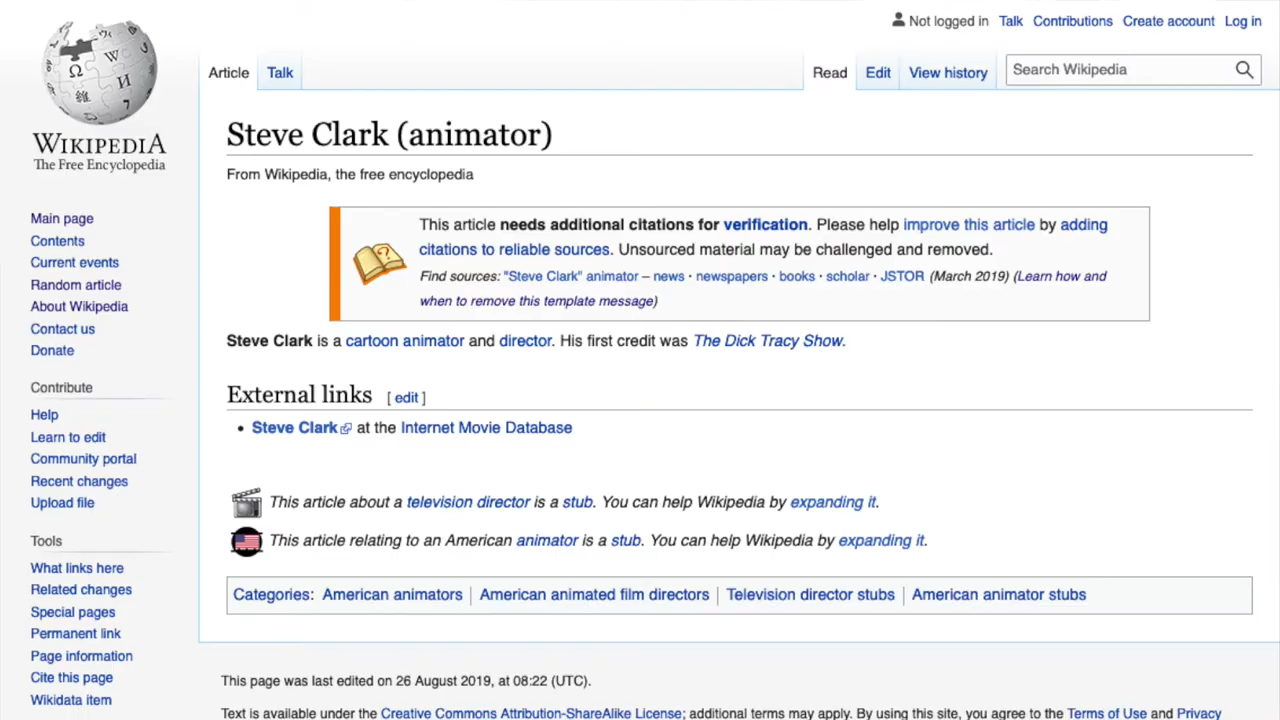 Not logged in Talk Contributions Create account Log in
Article Talk Read Edit View history Search Wikipedia
WIKIPEDIA
The Free Encyclopedia
Main page
Contents
Current events
Random article
About Wikipedia
Contact us
Donate
Contribute
Help
Learn to edit
Community portal
Recent changes
Upload file
Tools
What links here
Related changes
Special pages
Permanent link
Page information
Cite this page
Wikidata item
Steve Clark (animator)
From Wikipedia, the free encyclopedia
This article needs additional citations for verification. Please help improve this article by adding
citations to reliable sources. Unsourced material may be challenged and removed.
Find sources: "Steve Clark" animator – news · newspapers · books · scholar · JSTOR (March 2019) (Learn how and
when to remove this template message)
Steve Clark is a cartoon animator and director. His first credit was The Dick Tracy Show.
External links [ edit ]
• Steve Clark at the Internet Movie Database
This article about a television director is a stub. You can help Wikipedia by expanding it.
This article relating to an American animator is a stub. You can help Wikipedia by expanding it.
Categories: American animators | American animated film directors | Television director stubs | American animator stubs
This page was last edited on 26 August 2019, at 08:22 (UTC).
Text is available under the Creative Commons Attribution-ShareAlike License; additional terms may apply. By using this site, you agree to the Terms of Use and Privacy